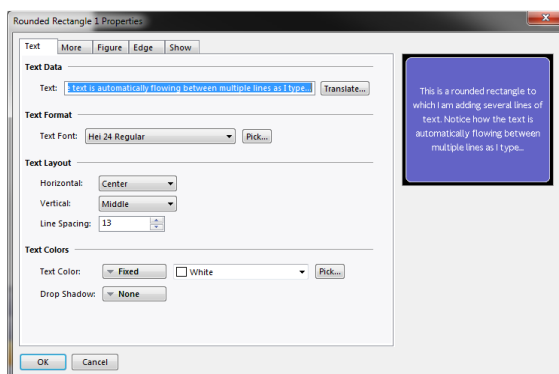 Rounded Rectangle 1 Properties
Text More Figure Edge Show
Text Data
Text: text is automatically flowing between multiple lines as I type... Translate...
Text Format
Text Font: Hei 24 Regular Pick...
Text Layout
Horizontal: Center
Vertical: Middle
Line Spacing: 13
Text Colors
Text Color: Fixed White Pick...
Drop Shadow: None
OK Cancel
This is a rounded rectangle to
which I am adding several lines of
text. Notice how the text is
automatically flowing between
multiple lines as I type...